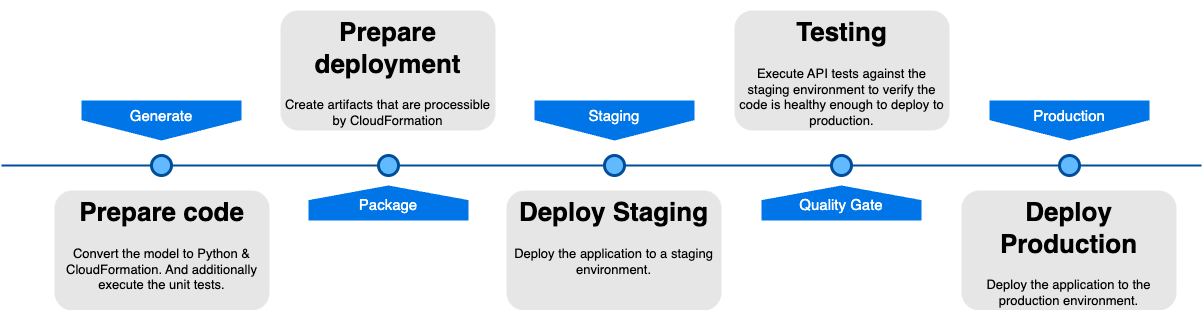 Generate
Prepare code
Convert the model to Python &
CloudFormation. And additionally
execute the unit tests.
Prepare
deployment
Create artifacts that are processible
by CloudFormation
Package
Staging
Deploy Staging
Deploy the application to a staging
environment.
Testing
Execute API tests against the
staging environment to verify the
code is healthy enough to deploy to
production.
Quality Gate
Production
Deploy
Production
Deploy the application to the
production environment.